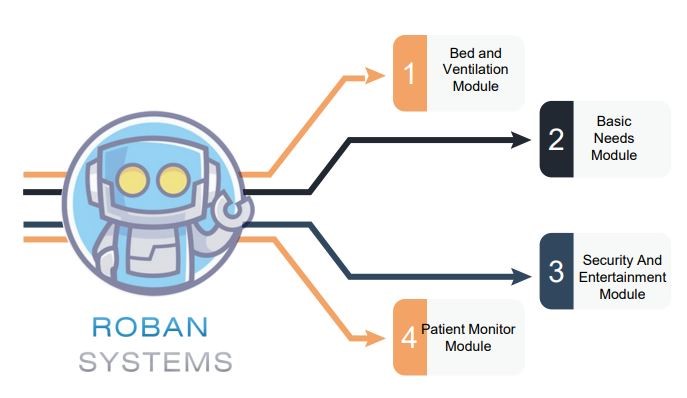 1
Bed and
Ventilation
Module
2
Basic
Needs
Module
3
Security And
Entertainment
Module
4
Patient Monitor
Module
ROBAN
SYSTEMS